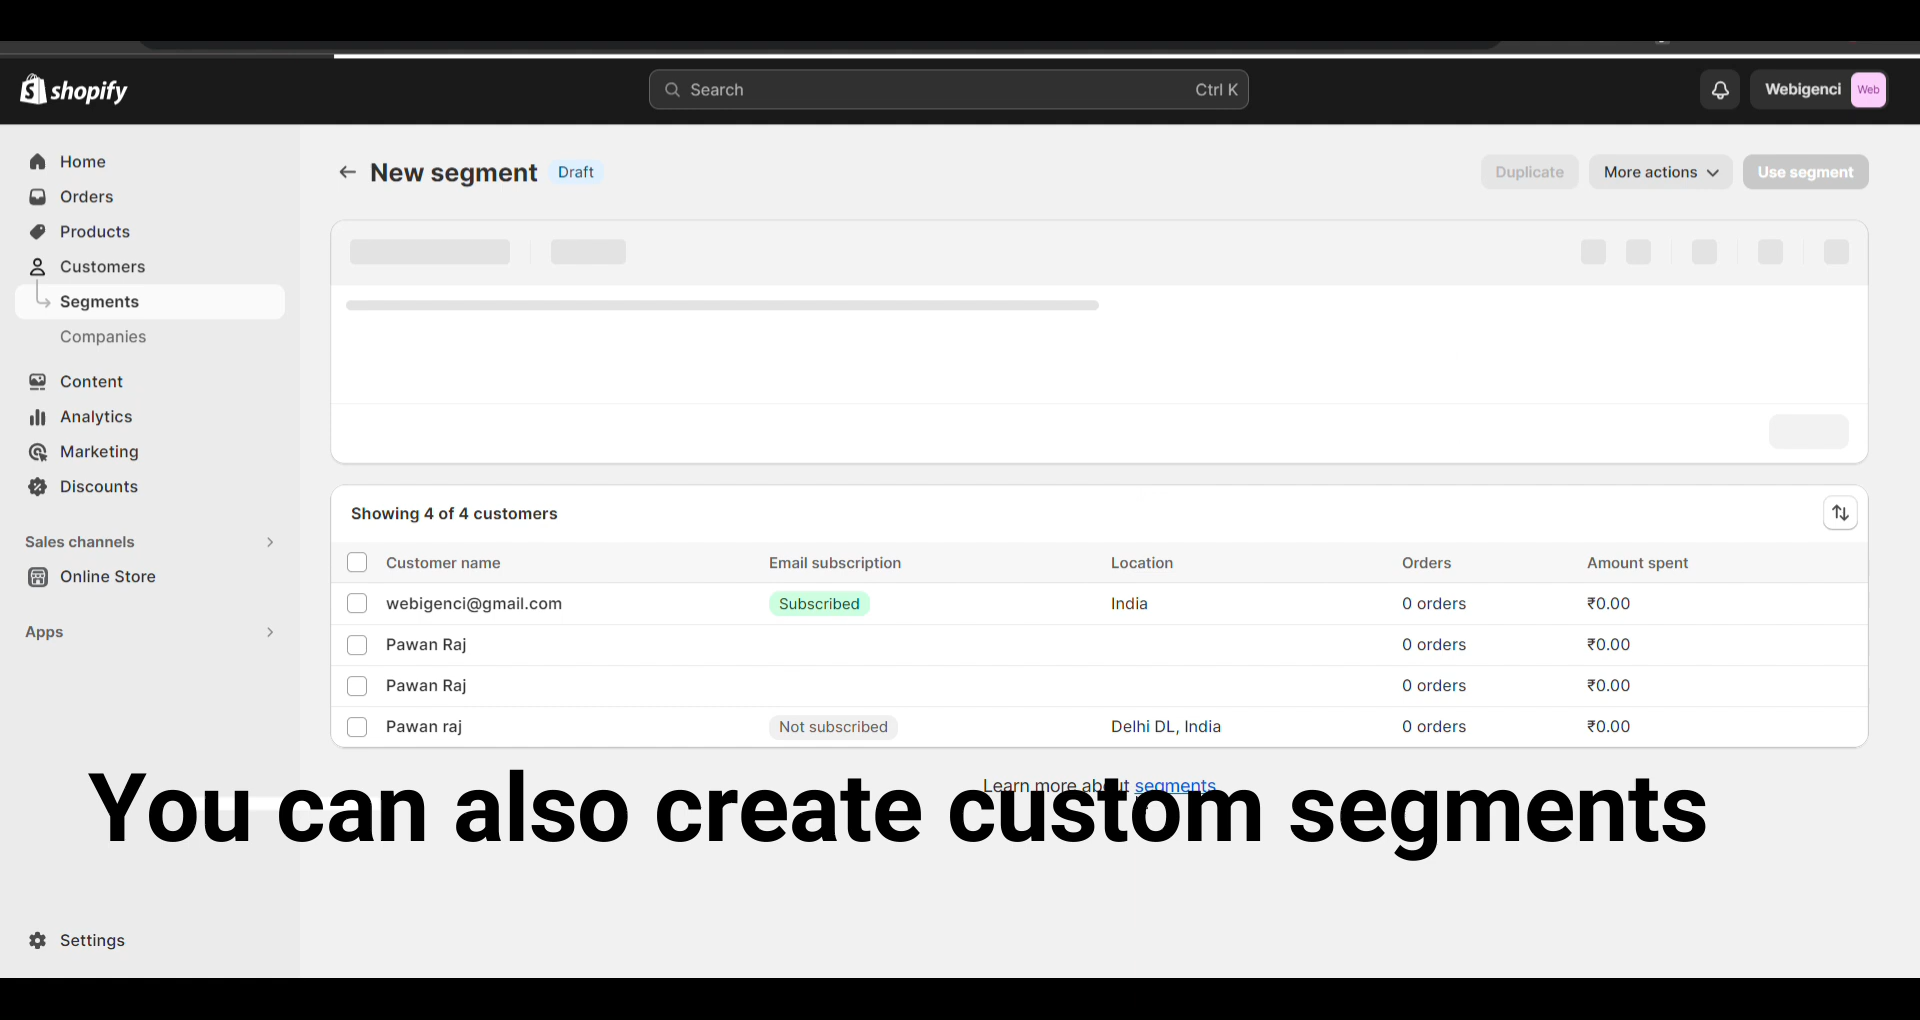 shopify
Search Ctrl K
Webigenci Web
Home
Orders
Products
Customers
Segments
Companies
Content
Analytics
Marketing
Discounts
Sales channels
Online Store
Apps
Settings
New segment Draft
Duplicate More actions Use segment
Showing 4 of 4 customers
Customer name Email subscription Location Orders Amount spent
webigenci@gmail.com Subscribed India 0 orders ₹0.00
Pawan Raj 0 orders ₹0.00
Pawan Raj 0 orders ₹0.00
Pawan raj Not subscribed Delhi DL, India 0 orders ₹0.00
Learn more about segments
You can also create custom segments